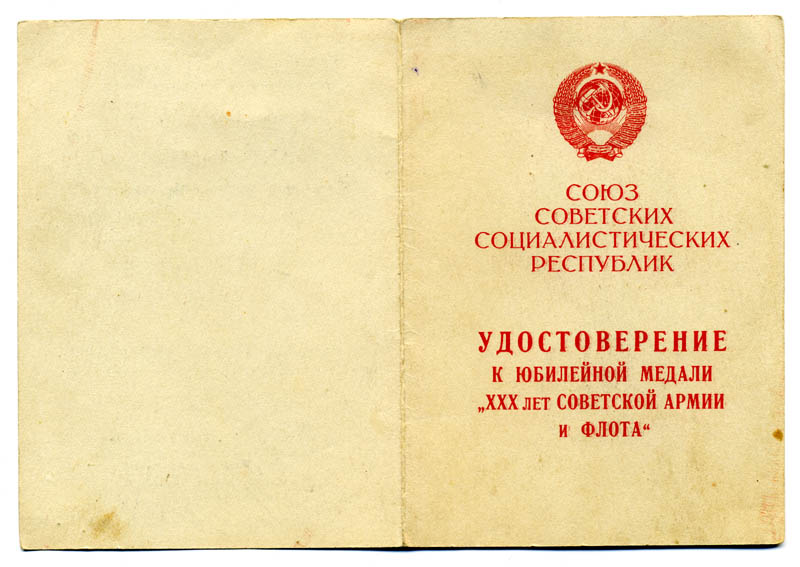 СОЮЗ
СОВЕТСКИХ
СОЦИАЛИСТИЧЕСКИХ
РЕСПУБЛИК
УДОСТОВЕРЕНИЕ
К ЮБИЛЕЙНОЙ МЕДАЛИ
„XXX лет СОВЕТСКОЙ АРМИИ
и ФЛОТА“